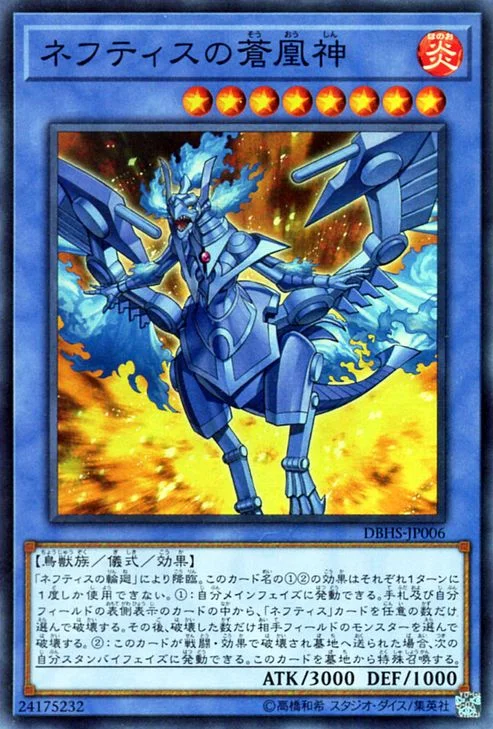 ネフティスの蒼凰神
炎
DBHS-JP006
【鳥獣族／儀式／効果】
「ネフティスの輪廻」により降臨。このカード名の①②の効果はそれぞれ1ターンに
1度しか使用できない。①：自分メインフェイズに発動できる。手札及び自分
フィールドの表側表示のカードの中から、「ネフティス」カードを任意の数だけ
選んで破壊する。その後、破壊した数だけ相手フィールドのモンスターを選んで
破壊する。②：このカードが戦闘・効果で破壊され墓地へ送られた場合、次の
自分スタンバイフェイズに発動できる。このカードを墓地から特殊召喚する。
ATK/3000 DEF/1000
24175232
©高橋和希 スタジオ・ダイス/集英社